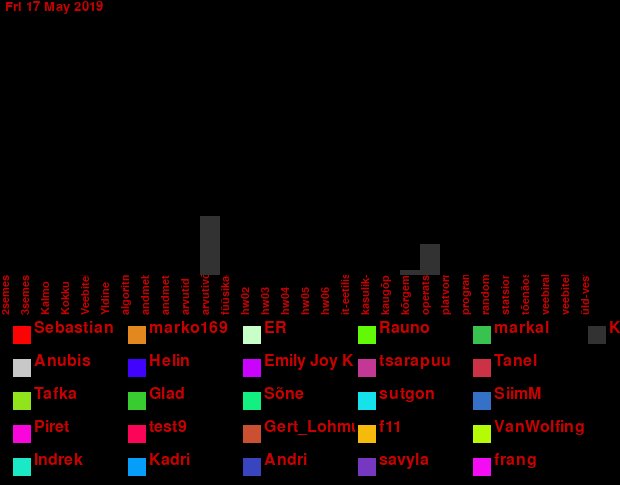 Fri 17 May 2019
2semes
3semes
Kalmo
Kokku
Veebite
Yldine
algoritn
andmet
andmet
arvutid
arvutivõ
füüsika
hw02
hw03
hw04
hw05
hw06
it-eetilis
kasulik-
kaugõp
kõrgem
operats
platvorr
progran
random
statsior
tõenäos
veebiral
veebitel
üld-ves
Sebastian marko169 ER Rauno markal K
Anubis Helin Emily Joy K tsarapuu Tanel
Tafka Glad Sõne sutgon SiimM
Piret test9 Gert_Lohmu f11 VanWolfing
Indrek Kadri Andri savyla frang